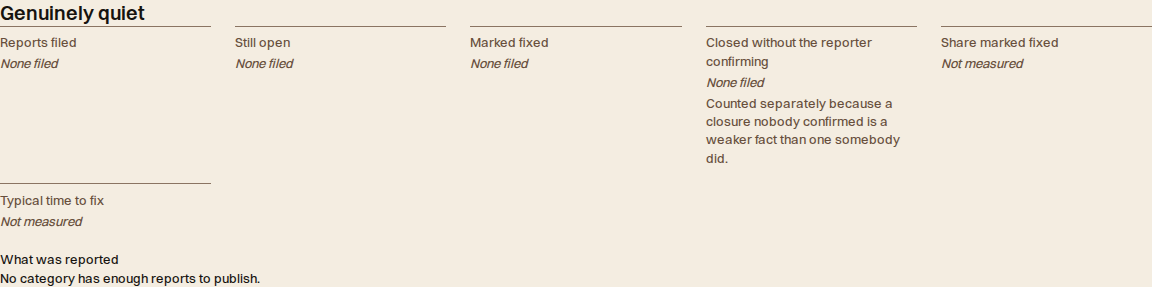 Genuinely quiet
Reports filed
None filed
Still open
None filed
Marked fixed
None filed
Closed without the reporter
confirming
None filed
Counted separately because a
closure nobody confirmed is a
weaker fact than one somebody
did.
Share marked fixed
Not measured
Typical time to fix
Not measured
What was reported
No category has enough reports to publish.